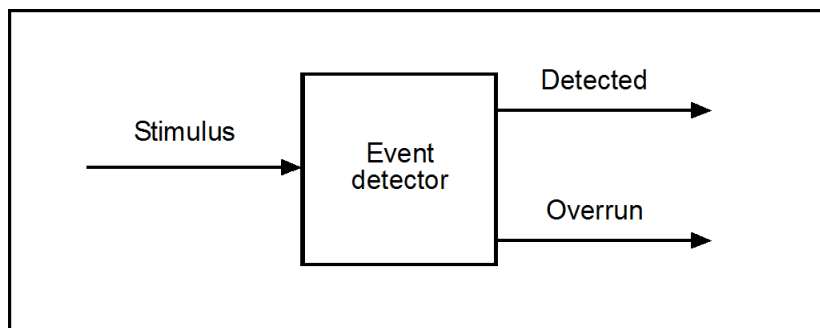 Detected
Stimulus
Event
detector
Overrun